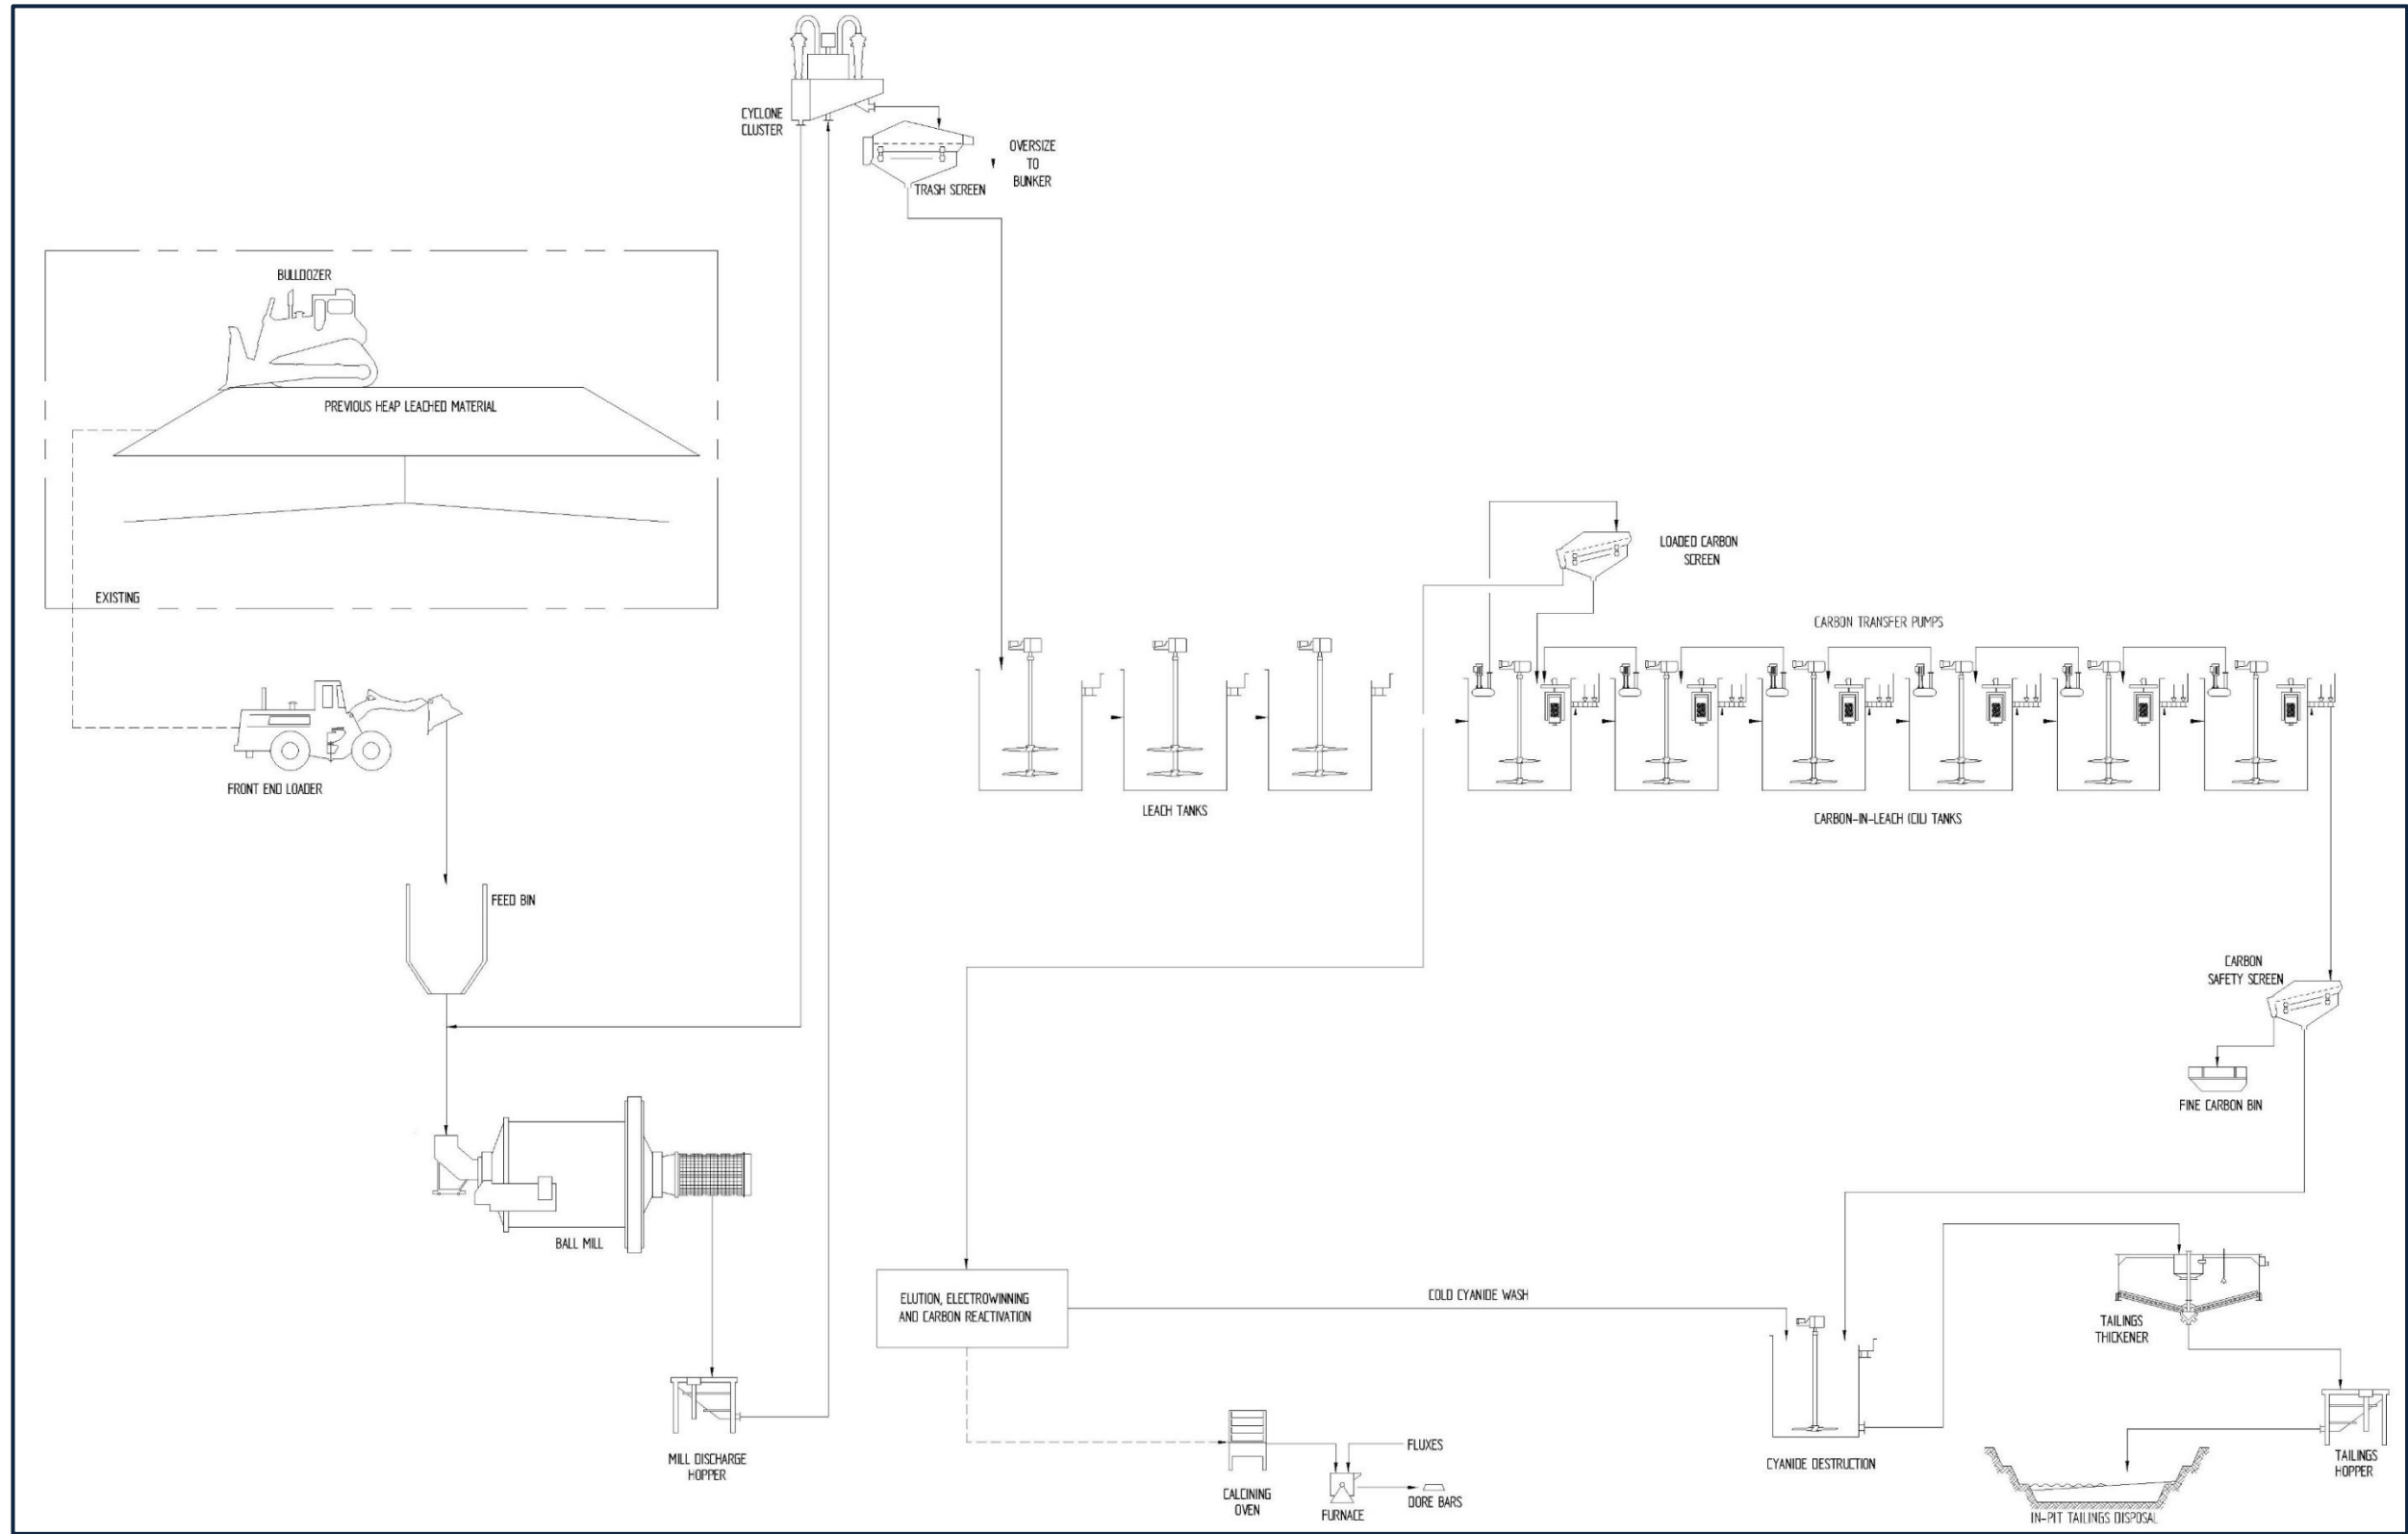 CYCLONE
CLUSTER
TRASH SCREEN
OVERSIZE
TO
BUNKER
BULLDOZER
PREVIOUS HEAP LEACHED MATERIAL
EXISTING
FRONT END LOADER
FEED BIN
BALL MILL
MILL DISCHARGE
HOPPER
LOADED CARBON
SCREEN
CARBON TRANSFER PUMPS
LEACH TANKS
CARBON-IN-LEACH (CIL) TANKS
CARBON
SAFETY SCREEN
FINE CARBON BIN
ELUTION, ELECTROWINNING
AND CARBON REACTIVATION
COLD CYANIDE WASH
TAILINGS
THICKENER
CYANIDE DESTRUCTION
TAILINGS
HOPPER
IN-PIT TAILINGS DISPOSAL
CALCINING
OVEN
FLUXES
FURNACE
DORE BARS